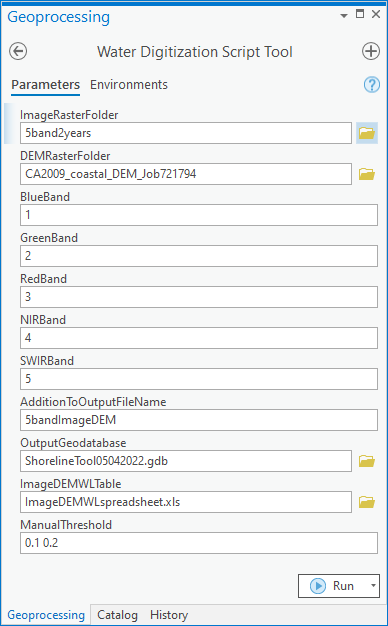 Geoprocessing
Water Digitization Script Tool
Parameters Environments
?
ImageRasterFolder
5band2years
DEMRasterFolder
CA2009_coastal_DEM_Job721794
BlueBand
1
GreenBand
2
RedBand
3
NIRBand
4
SWIRBand
5
AdditionToOutputFileName
5bandImageDEM
OutputGeodatabase
ShorelineTool05042022.gdb
ImageDEMWLTable
ImageDEMWLspreadsheet.xls
ManualThreshold
0.1 0.2
Run
Geoprocessing Catalog History